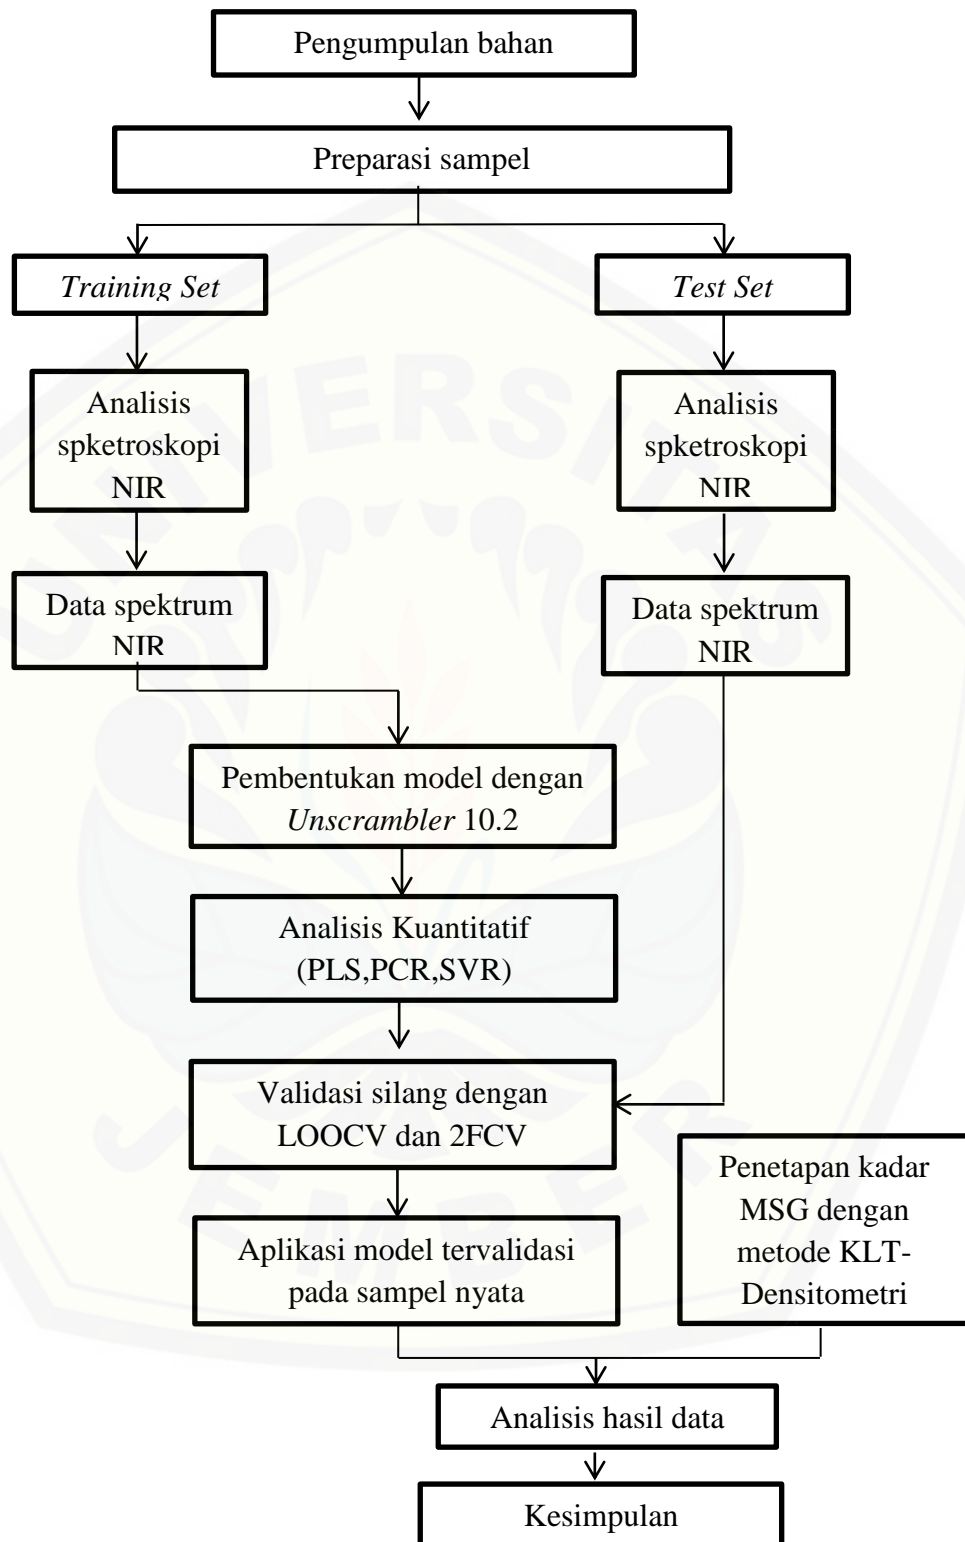 Pengumpulan bahan
Preparasi sampel
Training Set
Test Set
Analisis
spketroskopi
NIR
Analisis
spketroskopi
NIR
Data spektrum
NIR
Data spektrum
NIR
Pembentukan model dengan
Unscrambler 10.2
Analisis Kuantitatif
(PLS,PCR,SVR)
Validasi silang dengan
LOOCV dan 2FCV
Penetapan kadar
MSG dengan
metode KLT-
Densitometri
Aplikasi model tervalidasi
pada sampel nyata
Analisis hasil data
Kesimpulan
UNIVERSITAS
JEMBER